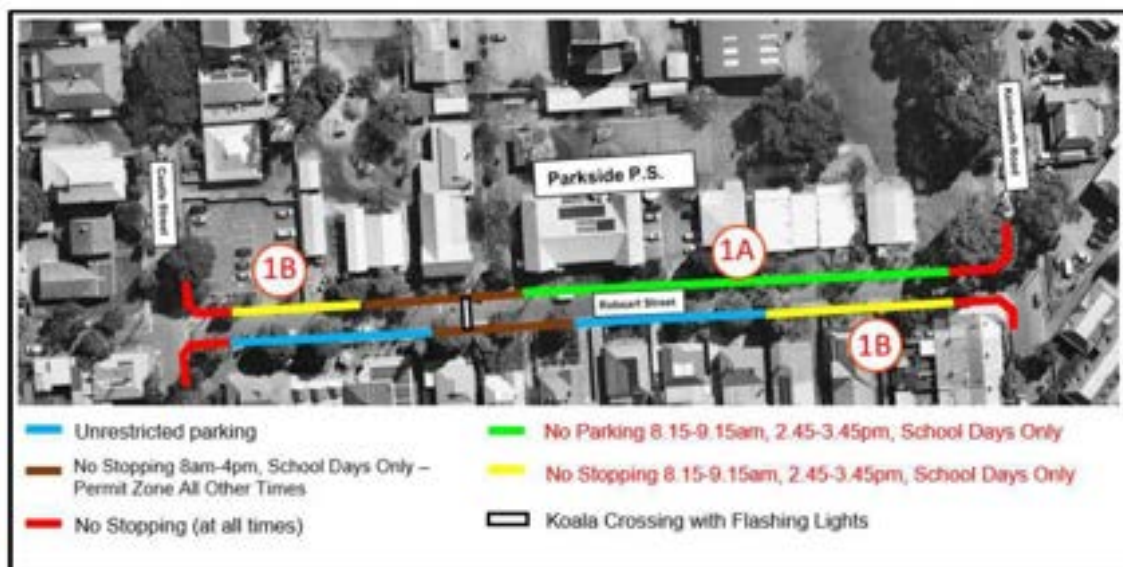 Castle Street
Kenilworth Street
Parkside P.S.
1A
1B
Robsart Street
1B
Unrestricted parking
No Stopping 8am-4pm, School Days Only –
Permit Zone All Other Times
No Stopping (at all times)
No Parking 8.15-9.15am, 2.45-3.45pm, School Days Only
No Stopping 8.15-9.15am, 2.45-3.45pm, School Days Only
Koala Crossing with Flashing Lights